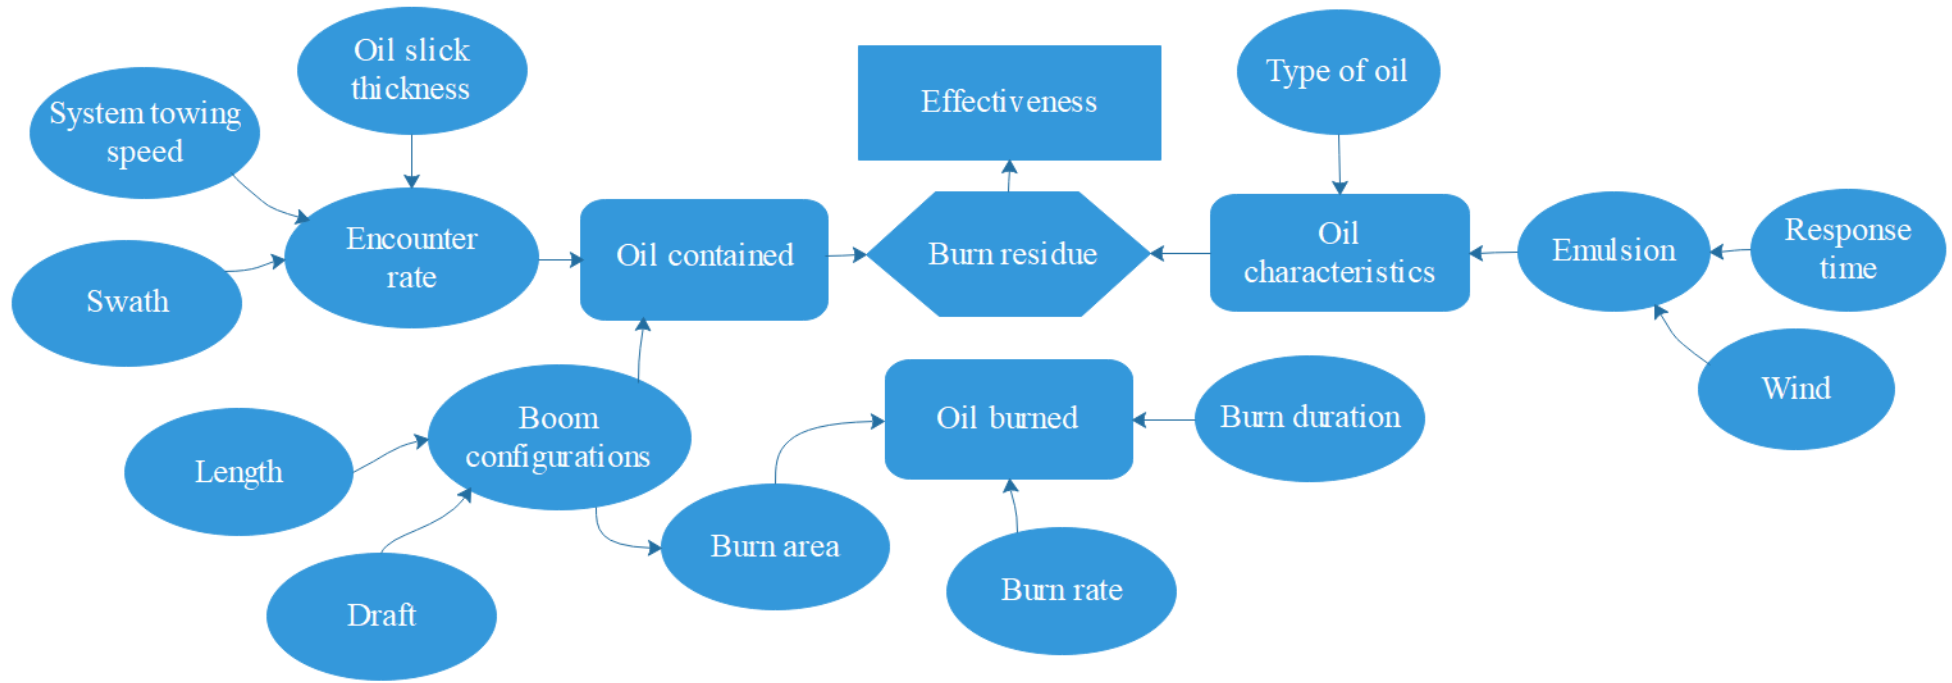 Oil slick
thickness
System towing
speed
Effectiveness
Type of oil
Encounter
rate
Swath
Oil contained
Burn residue
Oil
characteristics
Emulsion
Response
time
Wind
Boom
configurations
Length
Oil burned
Burn duration
Burn area
Burn rate
Draft